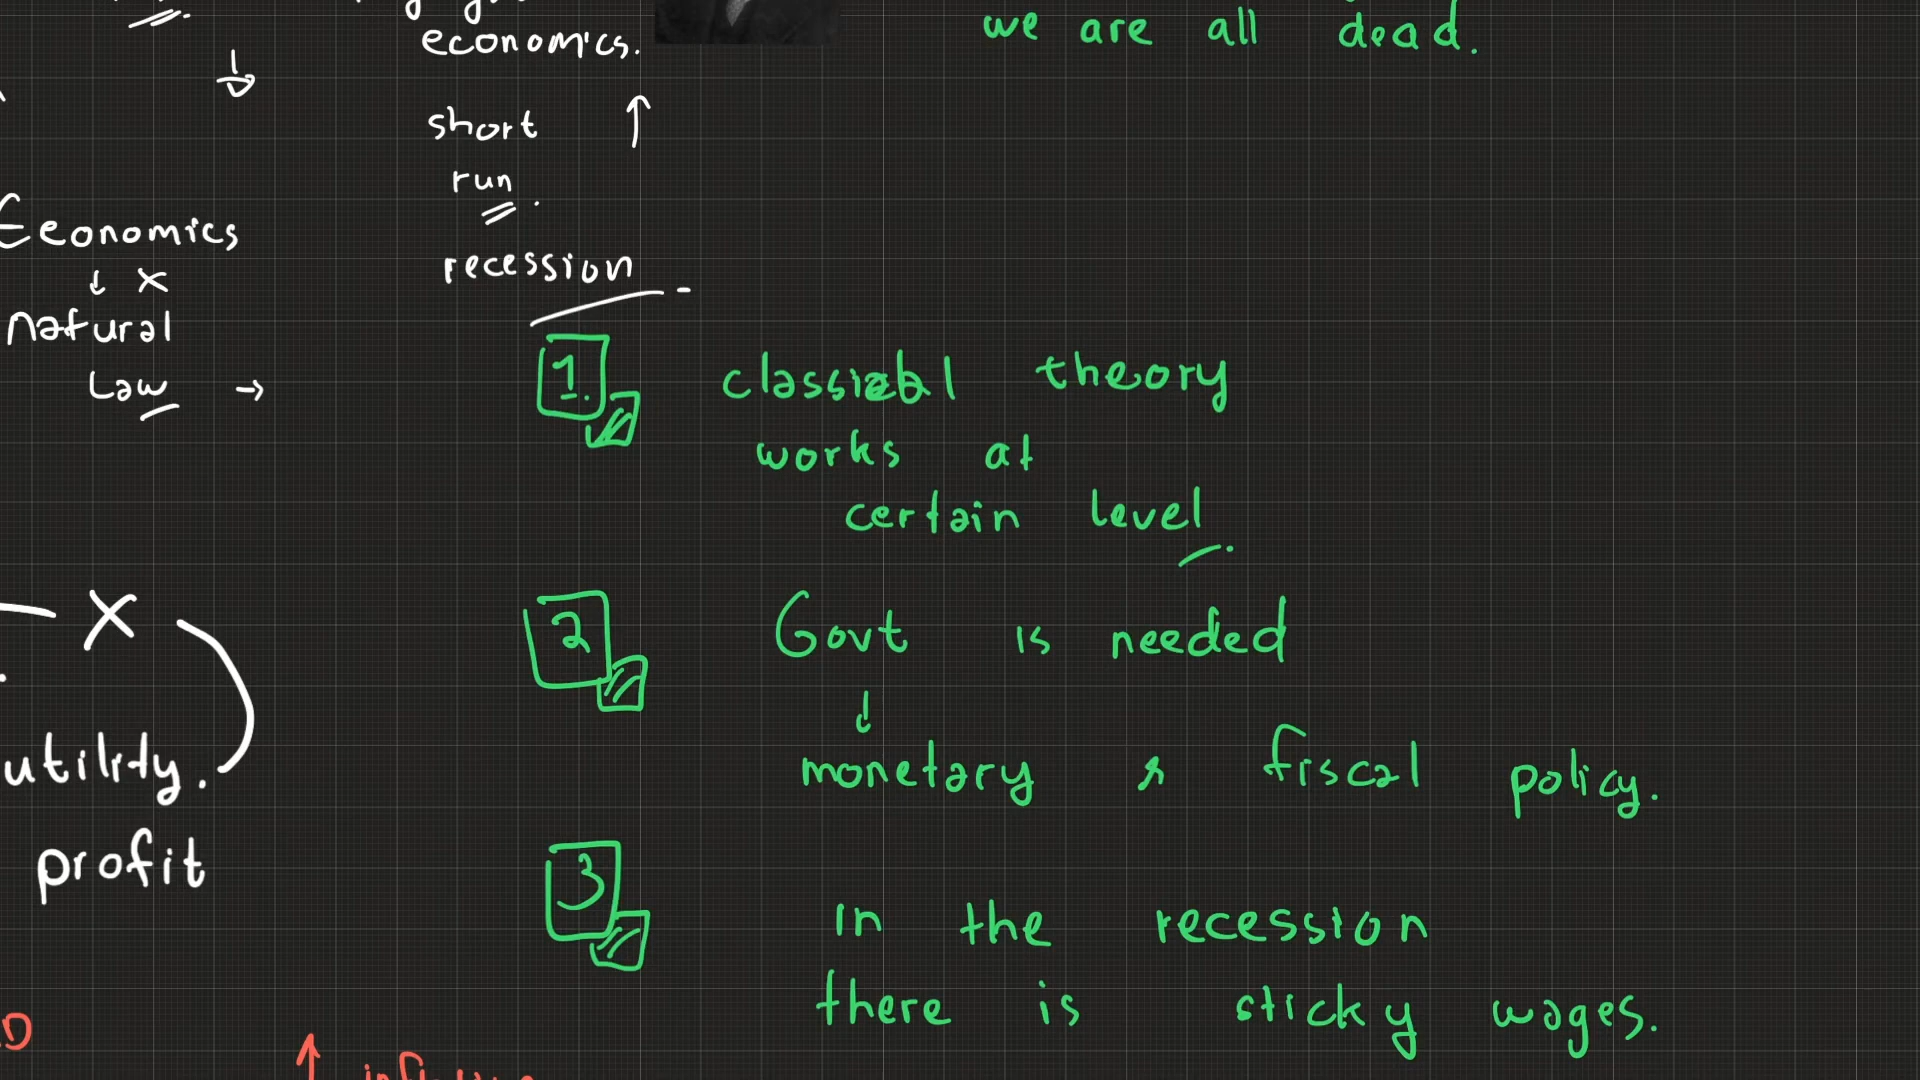 economics.
we are all dead.
short
run.
recession
Economics
x
natural
Law →
1. classical theory
works at
certain level.
2 Govt is needed
monetary & fiscal policy.
3 in the recession
there is sticky wages.
X
utility.
profit